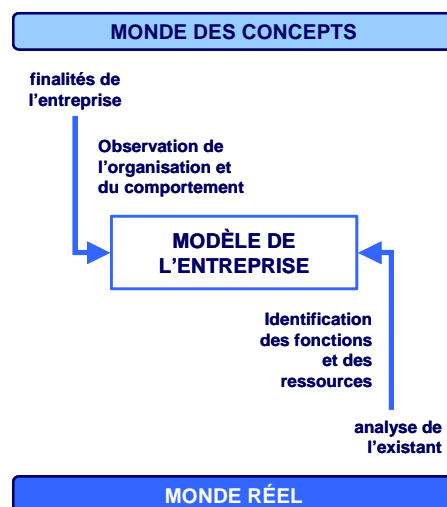 MONDE DES CONCEPTS
finalités de
l'entreprise
Observation de
l'organisation et
du comportement
MODÈLE DE
L'ENTREPRISE
Identification
des fonctions
et des
ressources
analyse de
l'existant
MONDE RÉEL